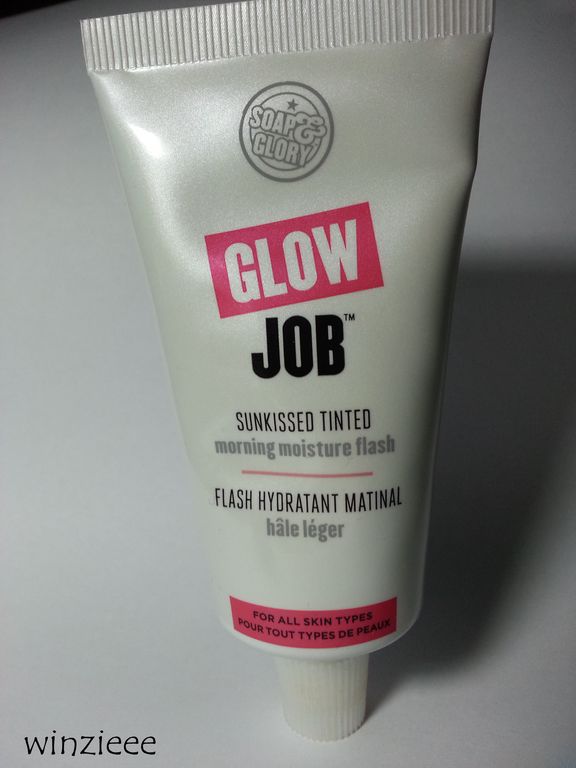 SOAP &
GLORY
GLOW
JOB™
SUNKISSED TINTED
morning moisture flash
FLASH HYDRATANT MATINAL
hâle léger
FOR ALL SKIN TYPES
POUR TOUT TYPES DE PEAUX
winzieee